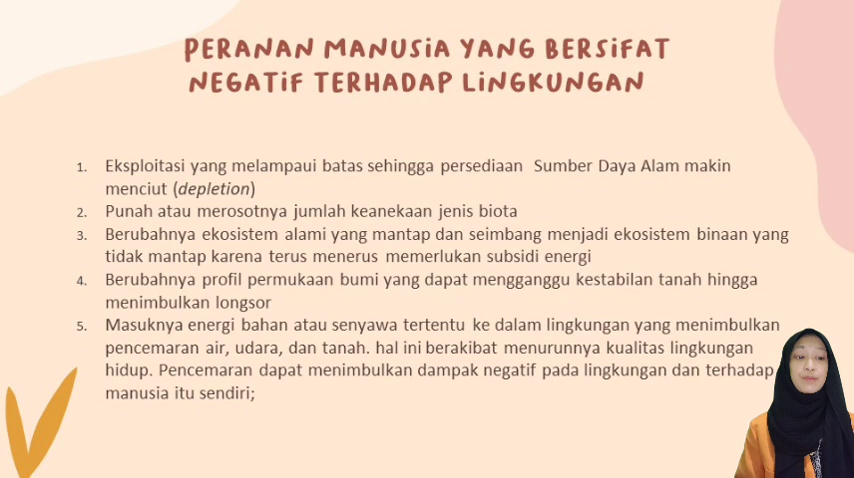 PERANAN MANUSIA YANG BERSIFAT
NEGATIF TERHADAP LINGKUNGAN
1. Eksploitasi yang melampaui batas sehingga persediaan Sumber Daya Alam makin
menciut (depletion)
2. Punah atau merosotnya jumlah keanekaan jenis biota
3. Berubahnya ekosistem alami yang mantap dan seimbang menjadi ekosistem binaan yang
tidak mantap karena terus menerus memerlukan subsidi energi
4. Berubahnya profil permukaan bumi yang dapat mengganggu kestabilan tanah hingga
menimbulkan longsor
5. Masuknya energi bahan atau senyawa tertentu ke dalam lingkungan yang menimbulkan
pencemaran air, udara, dan tanah. hal ini berakibat menurunnya kualitas lingkungan
hidup. Pencemaran dapat menimbulkan dampak negatif pada lingkungan dan terhadap
manusia itu sendiri;